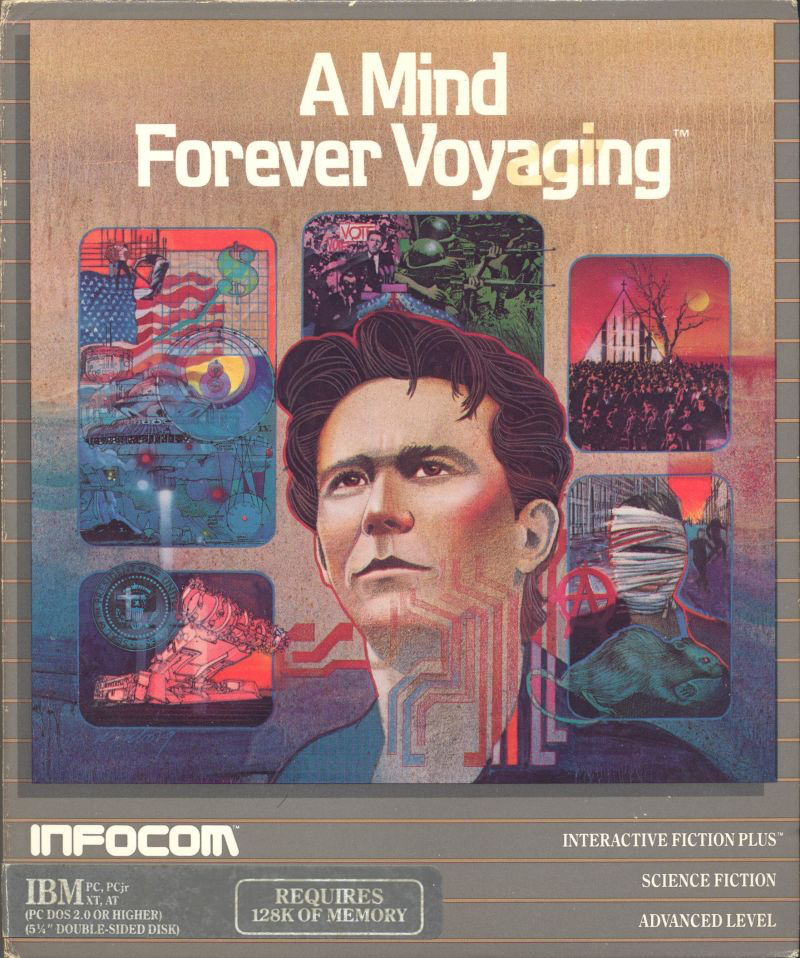 A Mind
Forever Voyaging™
VOTE
INFOCOM™
INTERACTIVE FICTION PLUS™
SCIENCE FICTION
ADVANCED LEVEL
IBM PC, PCjr
XT, AT
(PC DOS 2.0 OR HIGHER)
(5¼" DOUBLE-SIDED DISK)
REQUIRES
128K OF MEMORY